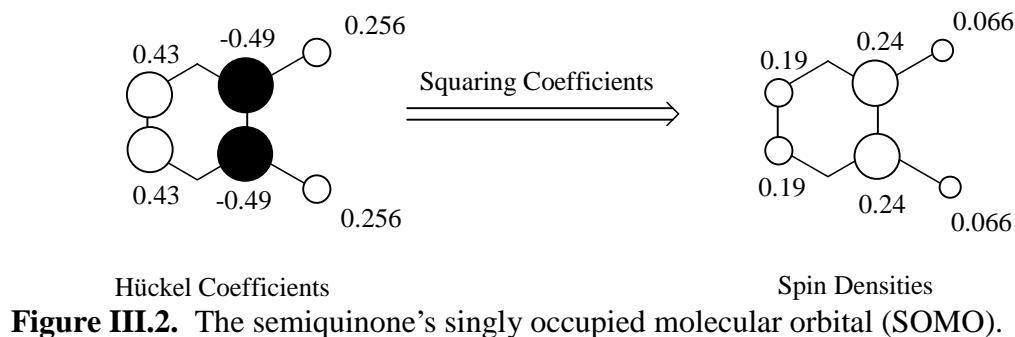 0.43 -0.49 0.256
0.43 -0.49 0.256
Squaring Coefficients
0.19 0.24 0.066
0.19 0.24 0.066
Hückel Coefficients Spin Densities
Figure III.2. The semiquinone's singly occupied molecular orbital (SOMO).